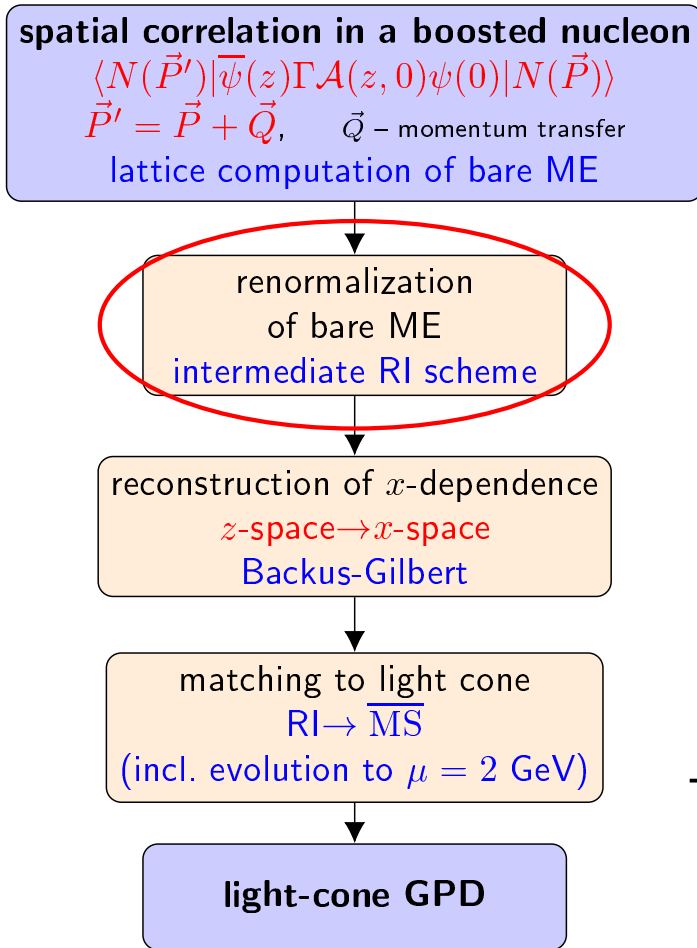 spatial correlation in a boosted nucleon
⟨N(P⃗′)|ψ̅(z)Γ𝒜(z, 0)ψ(0)|N(P⃗)⟩
P⃗′ = P⃗ + Q⃗, Q⃗ – momentum transfer
lattice computation of bare ME
renormalization
of bare ME
intermediate RI scheme
reconstruction of x-dependence
z-space→x-space
Backus-Gilbert
matching to light cone
RI→ M̅S̅
(incl. evolution to μ = 2 GeV)
light-cone GPD